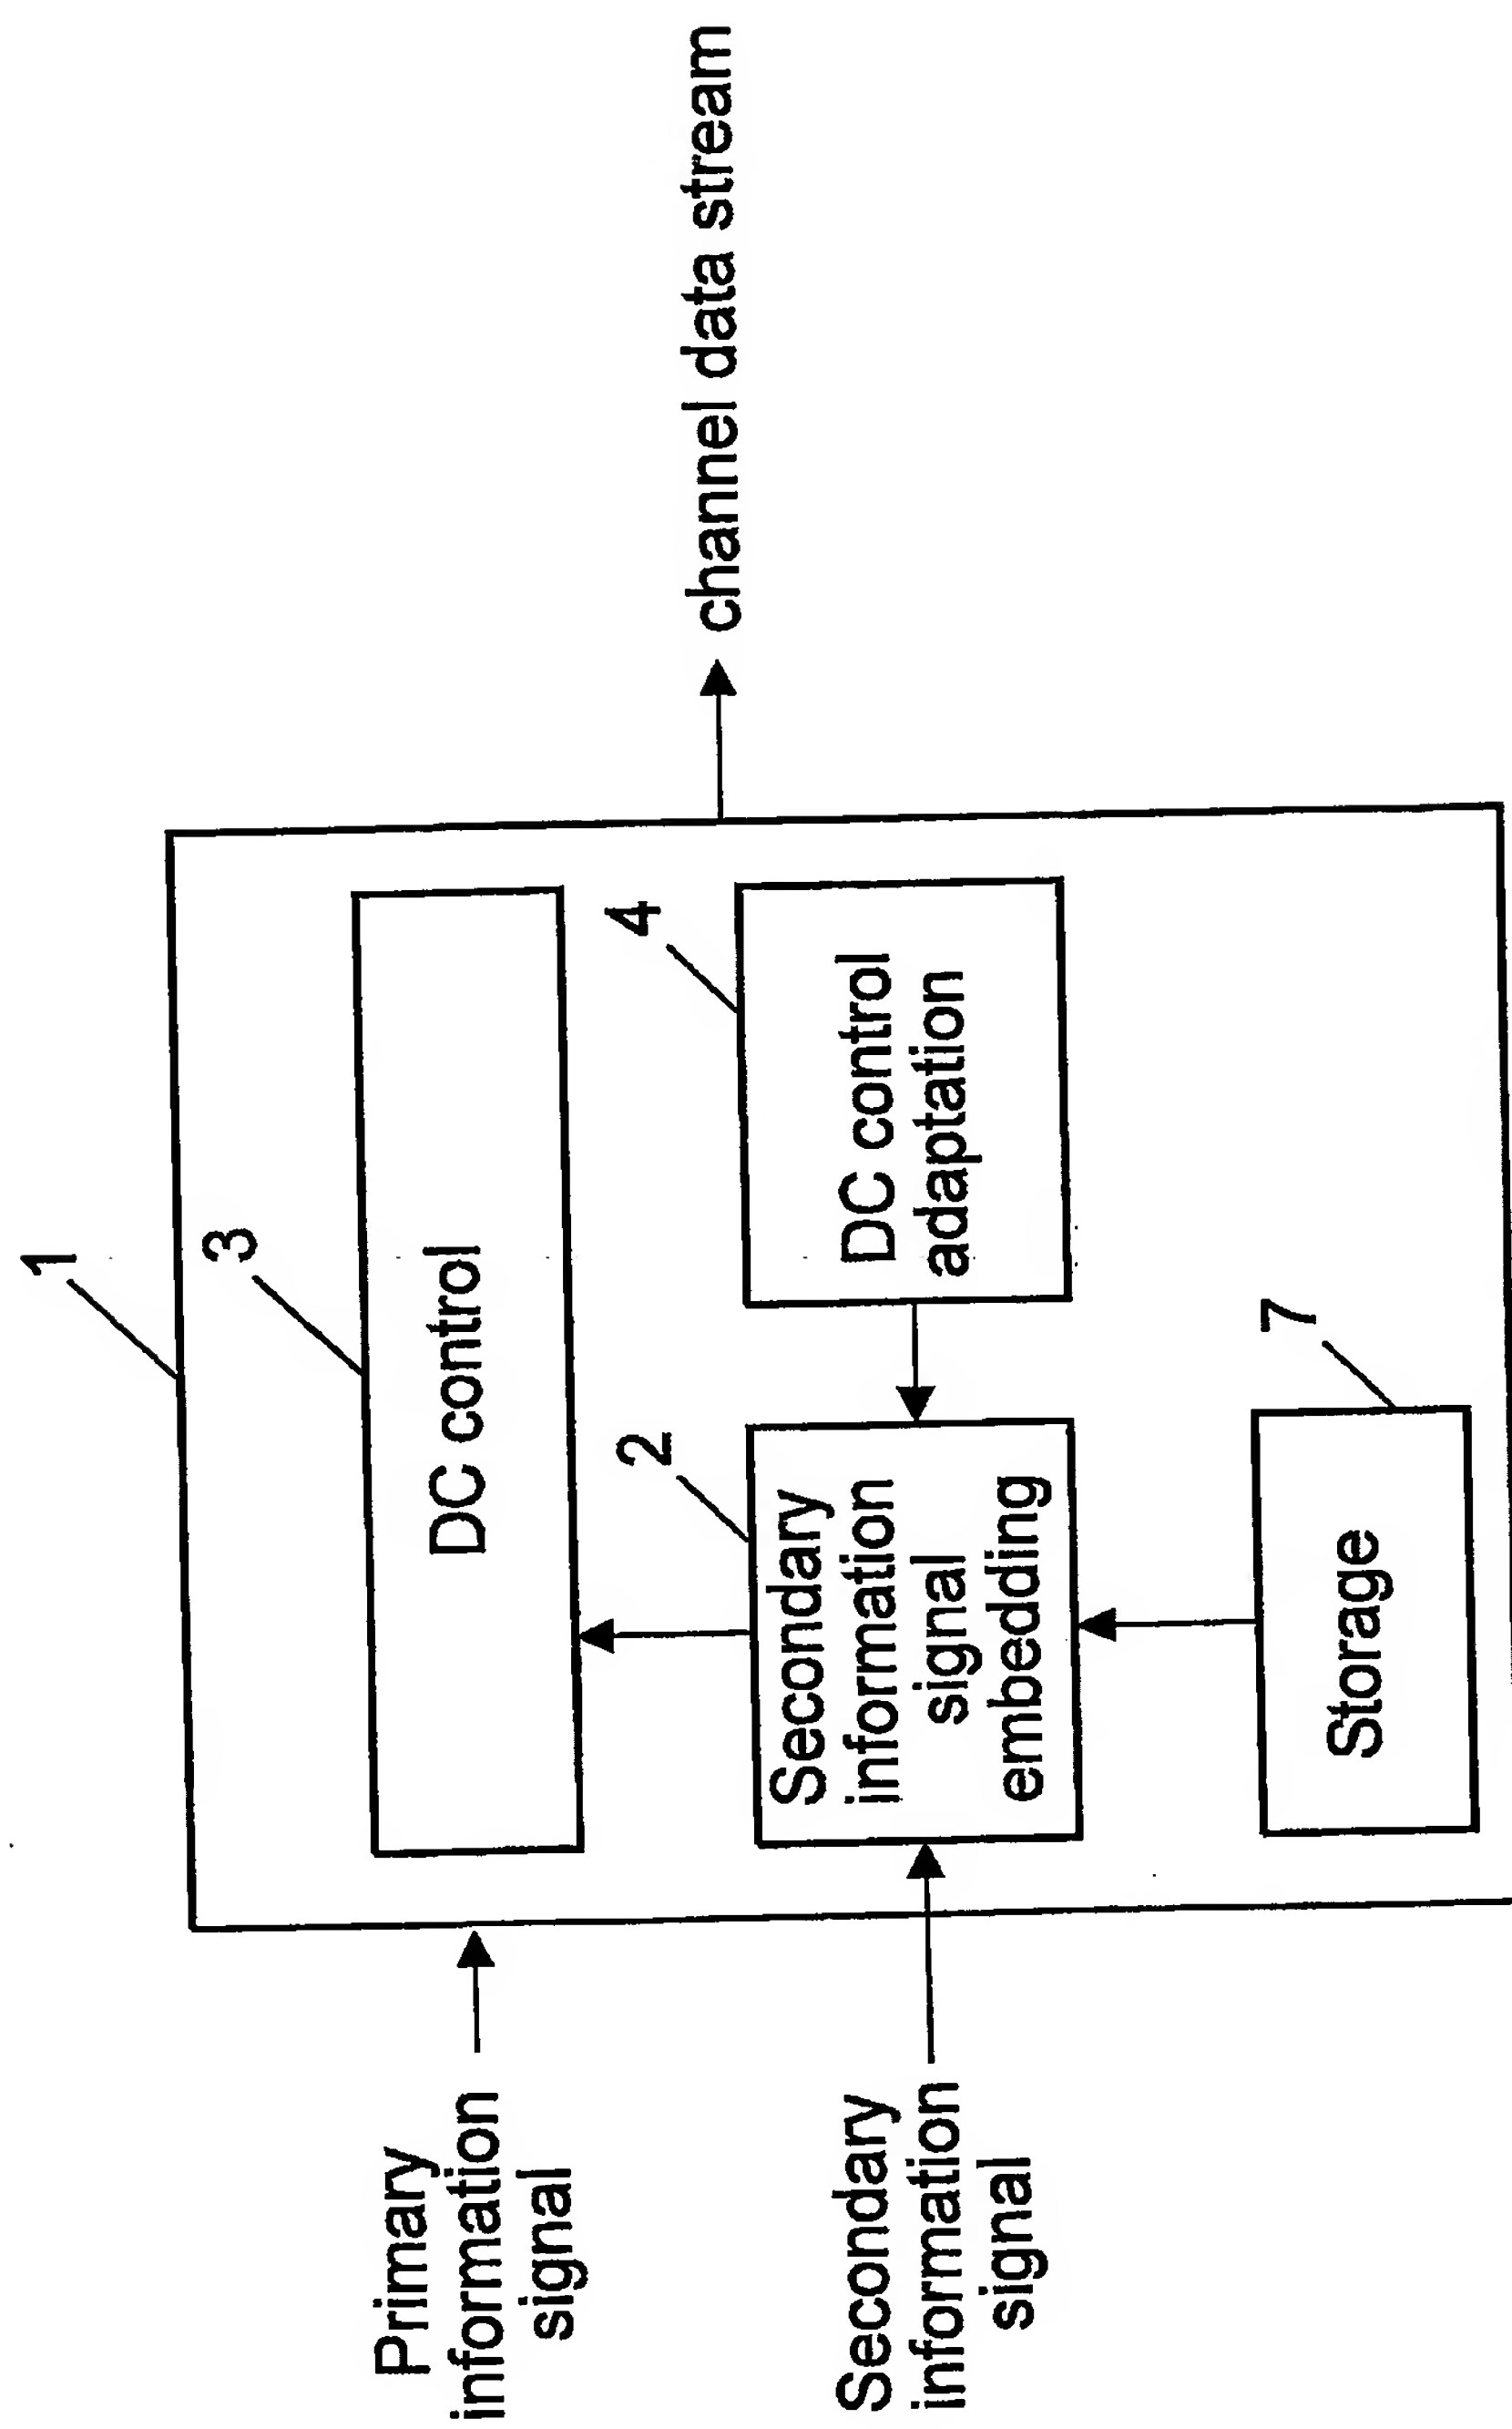 1
3
DC control
Primary
information
signal
channel data stream
2
4
Secondary
information
signal
embedding
DC control
adaptation
Secondary
information
signal
7
Storage